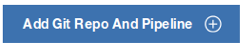 Add Git Repo And Pipeline